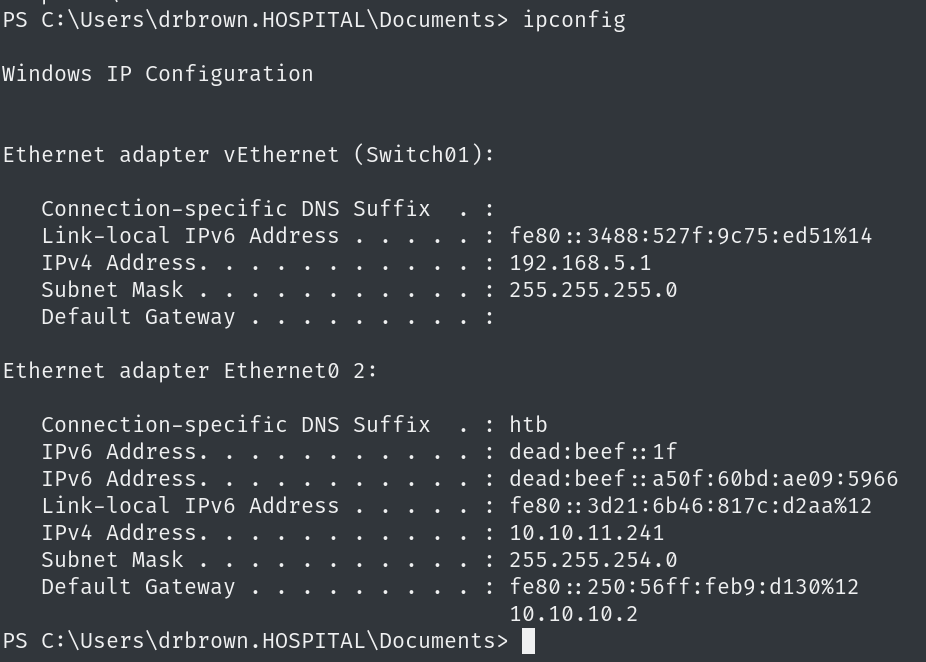 PS C:\Users\drbrown.HOSPITAL\Documents> ipconfig
Windows IP Configuration
Ethernet adapter vEthernet (Switch01):
Connection-specific DNS Suffix  . :
Link-local IPv6 Address . . . . . : fe80::3488:527f:9c75:ed51%14
IPv4 Address. . . . . . . . . . . : 192.168.5.1
Subnet Mask . . . . . . . . . . . : 255.255.255.0
Default Gateway . . . . . . . . . :
Ethernet adapter Ethernet0 2:
Connection-specific DNS Suffix  . : htb
IPv6 Address. . . . . . . . . . . : dead:beef::1f
IPv6 Address. . . . . . . . . . . : dead:beef::a50f:60bd:ae09:5966
Link-local IPv6 Address . . . . . : fe80::3d21:6b46:817c:d2aa%12
IPv4 Address. . . . . . . . . . . : 10.10.11.241
Subnet Mask . . . . . . . . . . . : 255.255.254.0
Default Gateway . . . . . . . . . : fe80::250:56ff:feb9:d130%12
10.10.10.2
PS C:\Users\drbrown.HOSPITAL\Documents>